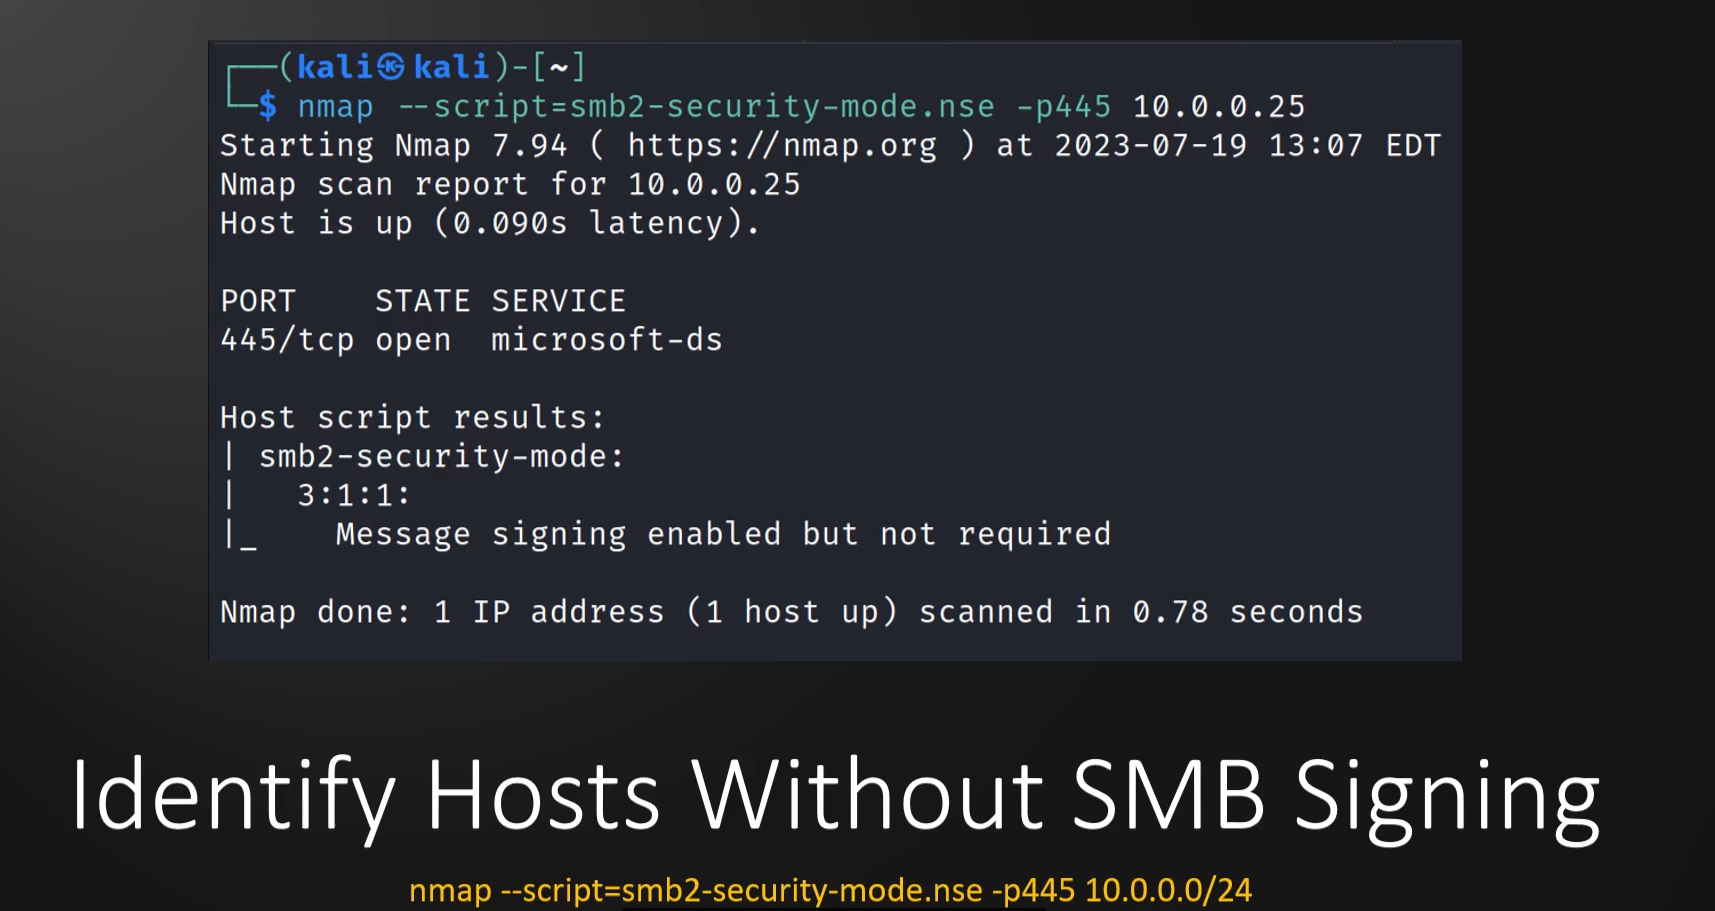 ┌──(kali㉿kali)-[~]
└─$ nmap --script=smb2-security-mode.nse -p445 10.0.0.25
Starting Nmap 7.94 ( https://nmap.org ) at 2023-07-19 13:07 EDT
Nmap scan report for 10.0.0.25
Host is up (0.090s latency).
PORT    STATE SERVICE
445/tcp open  microsoft-ds
Host script results:
| smb2-security-mode:
|   3:1:1:
|_    Message signing enabled but not required
Nmap done: 1 IP address (1 host up) scanned in 0.78 seconds
Identify Hosts Without SMB Signing
nmap --script=smb2-security-mode.nse -p445 10.0.0.0/24